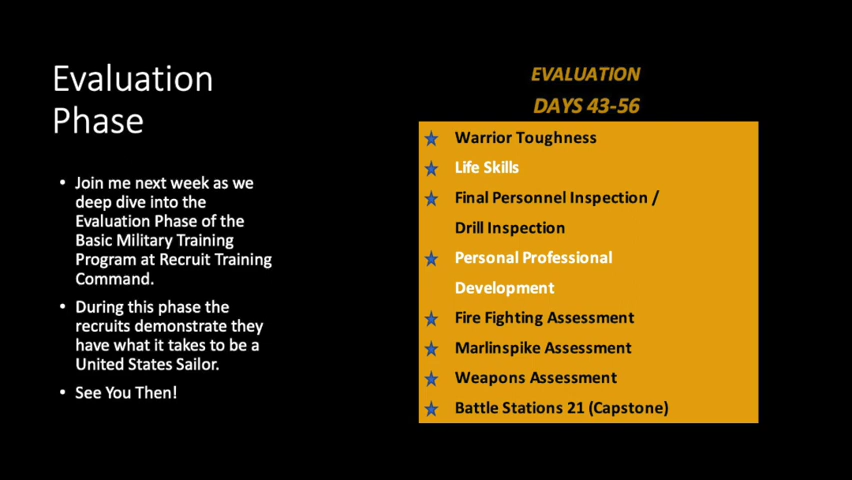 Evaluation
Phase
• Join me next week as we
deep dive into the
Evaluation Phase of the
Basic Military Training
Program at Recruit Training
Command.
• During this phase the
recruits demonstrate they
have what it takes to be a
United States Sailor.
• See You Then!
EVALUATION
DAYS 43-56
Warrior Toughness
Life Skills
Final Personnel Inspection /
Drill Inspection
Personal Professional
Development
Fire Fighting Assessment
Marlinspike Assessment
Weapons Assessment
Battle Stations 21 (Capstone)